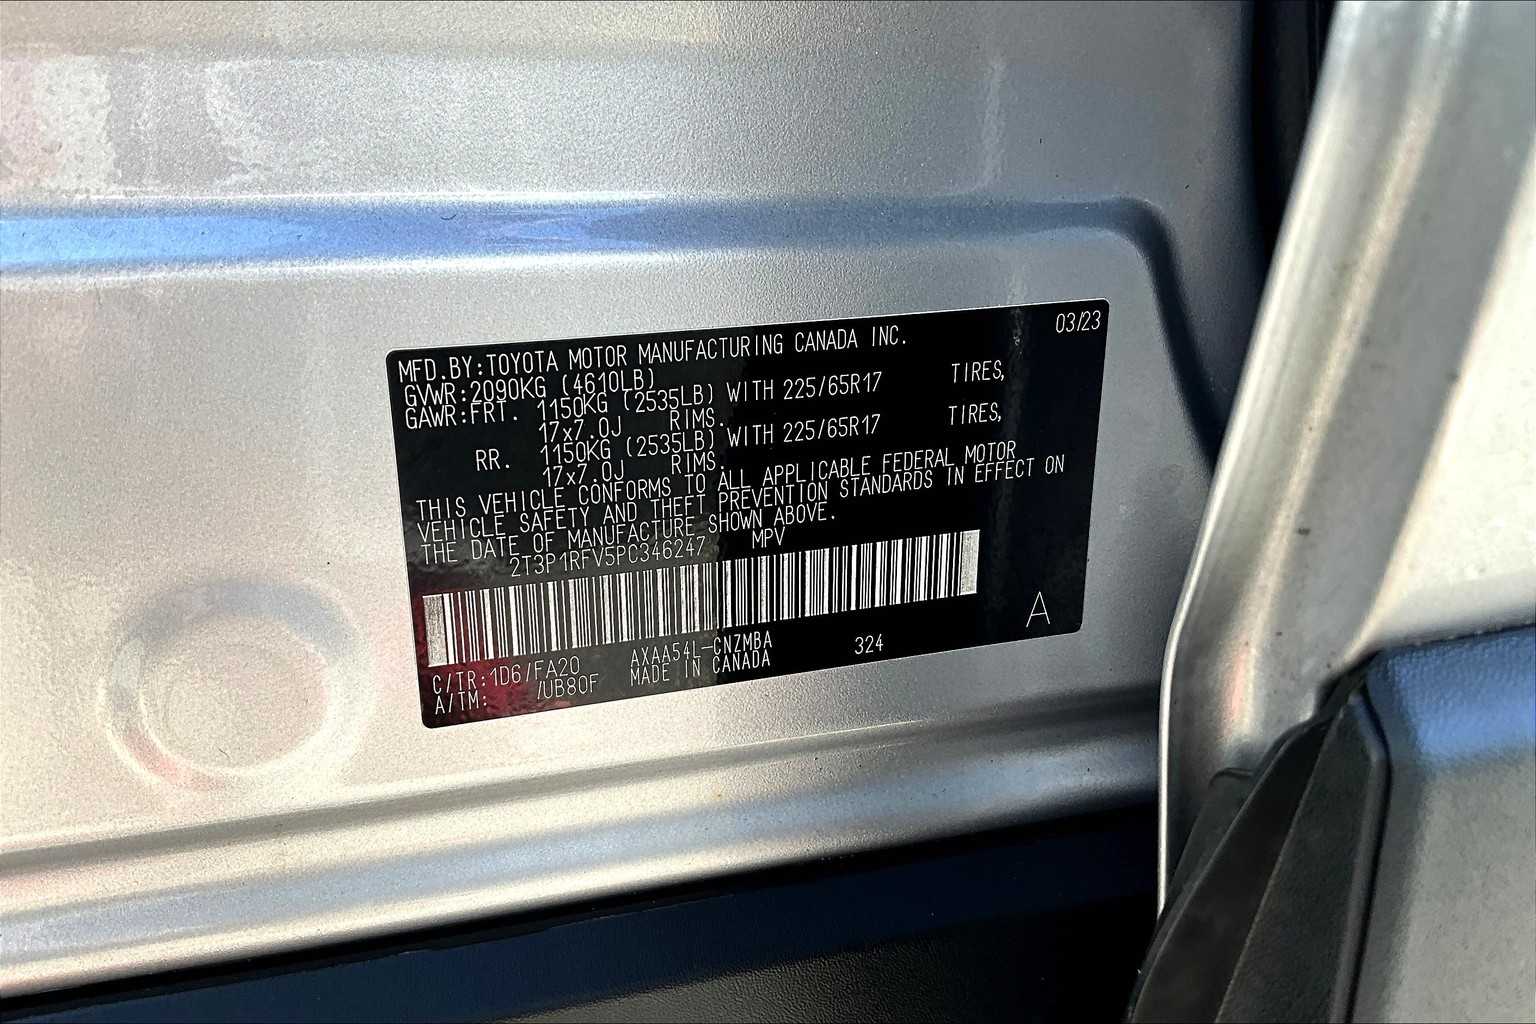 03/23
MFD.BY:TOYOTA MOTOR MANUFACTURING CANADA INC.
GVWR:2090KG (4610LB)
GAWR:FRT. 1150KG (2535LB) WITH 225/65R17 TIRES,
17x7.0J RIMS.
RR. 1150KG (2535LB) WITH 225/65R17 TIRES,
17x7.0J RIMS.
THIS VEHICLE CONFORMS TO ALL APPLICABLE FEDERAL MOTOR
VEHICLE SAFETY AND THEFT PREVENTION STANDARDS IN EFFECT ON
THE DATE OF MANUFACTURE SHOWN ABOVE.
2T3P1RFV5PC346247 MPV
A
C/TR:1D6/FA20 AXAA54L-CNZMBA 324
A/TM: /UB80F MADE IN CANADA